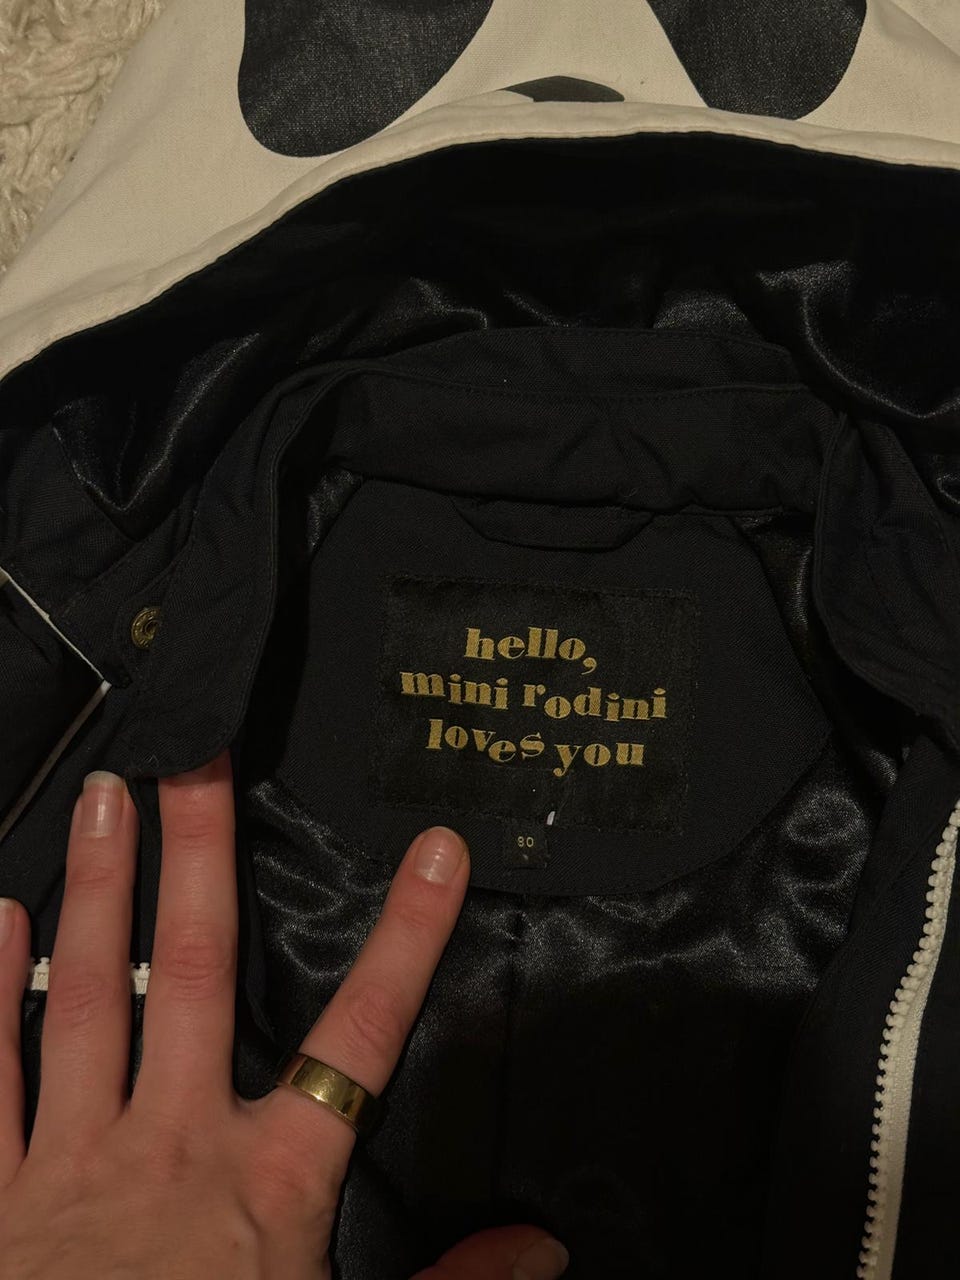 hello,
mini rodini
loves you
80